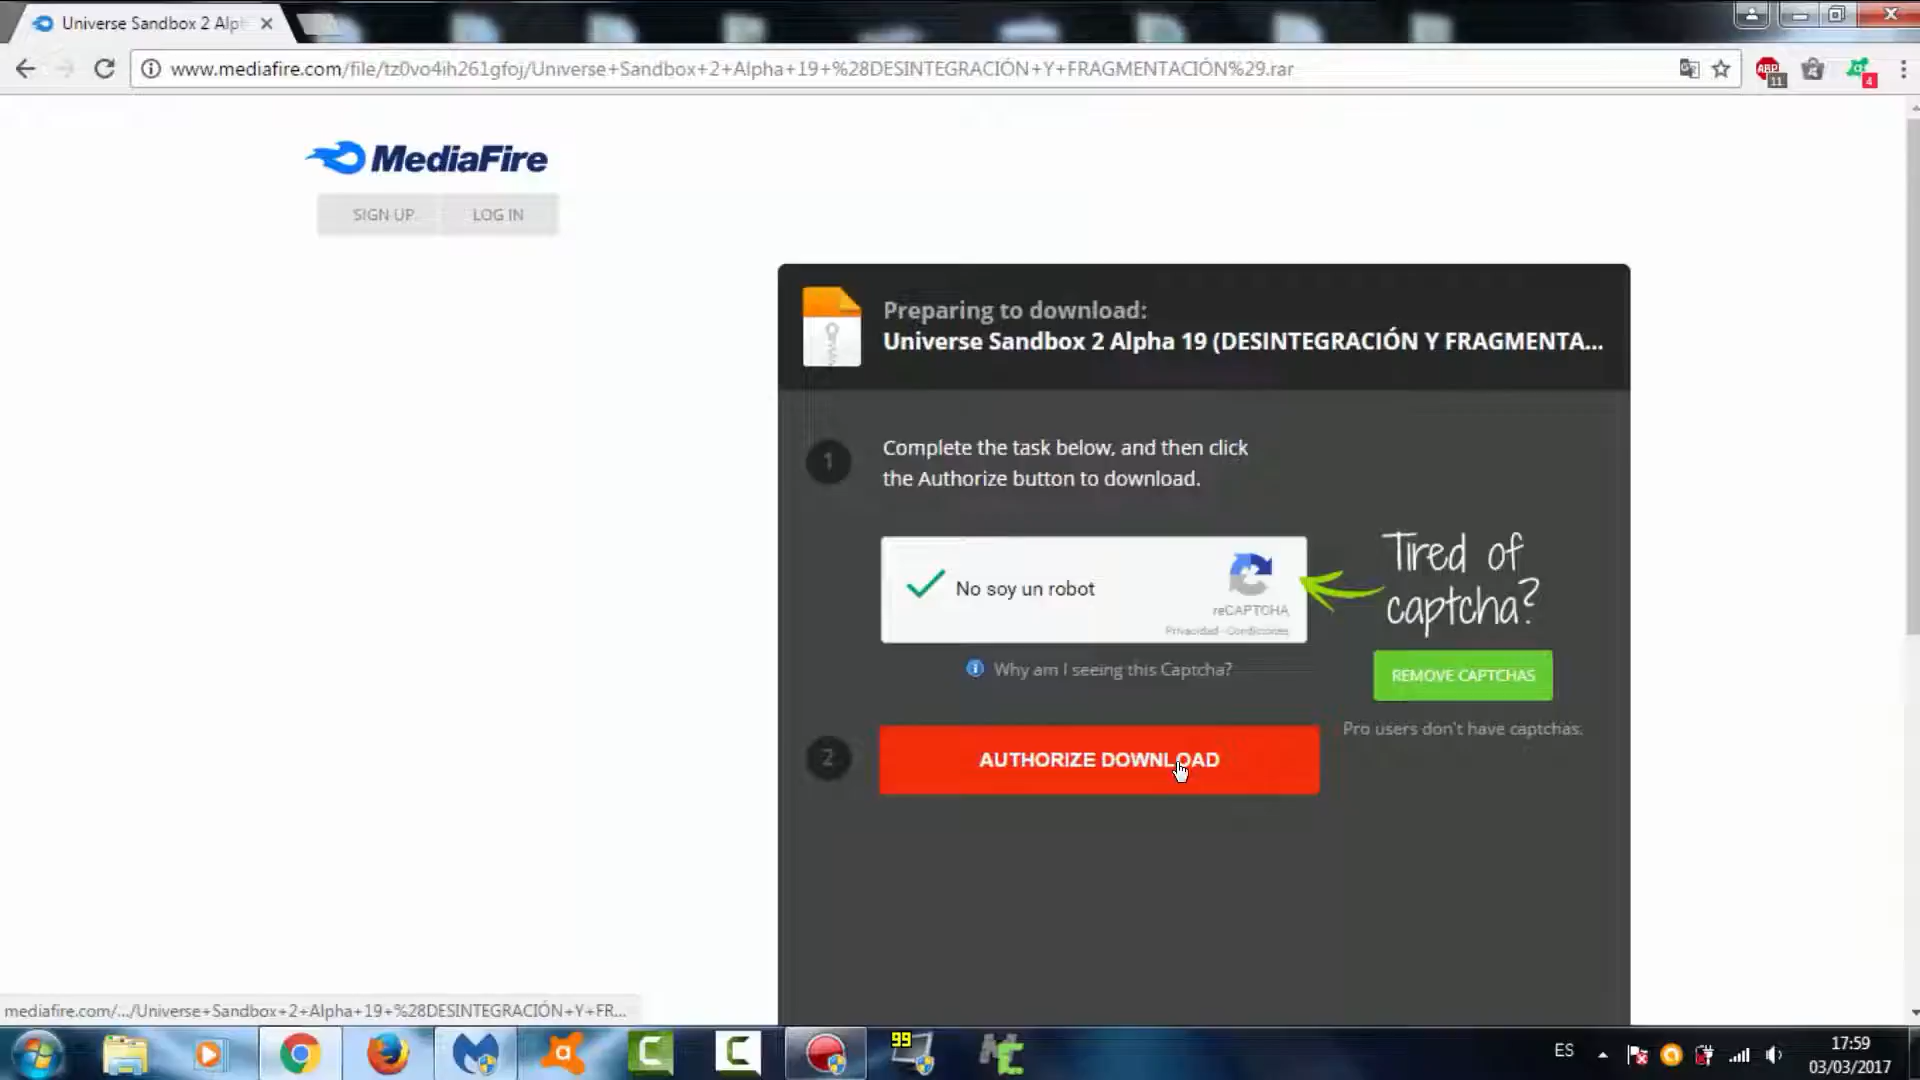 Universe Sandbox 2 Alp
www.mediafire.com/file/tz0vo4ih261gfoj/Universe+Sandbox+2+Alpha+19+%28DESINTEGRACIÓN+Y+FRAGMENTACIÓN%29.rar
ABP
11
4
MediaFire
SIGN UP
LOG IN
Preparing to download:
Universe Sandbox 2 Alpha 19 (DESINTEGRACIÓN Y FRAGMENTA...
1
Complete the task below, and then click
the Authorize button to download.
No soy un robot
reCAPTCHA
Privacidad - Condiciones
Tired of
captcha?
Why am I seeing this Captcha?
REMOVE CAPTCHAS
Pro users don't have captchas.
2
AUTHORIZE DOWNLOAD
mediafire.com/.../Universe+Sandbox+2+Alpha+19+%28DESINTEGRACIÓN+Y+FR...
99
ES
17:59
03/03/2017